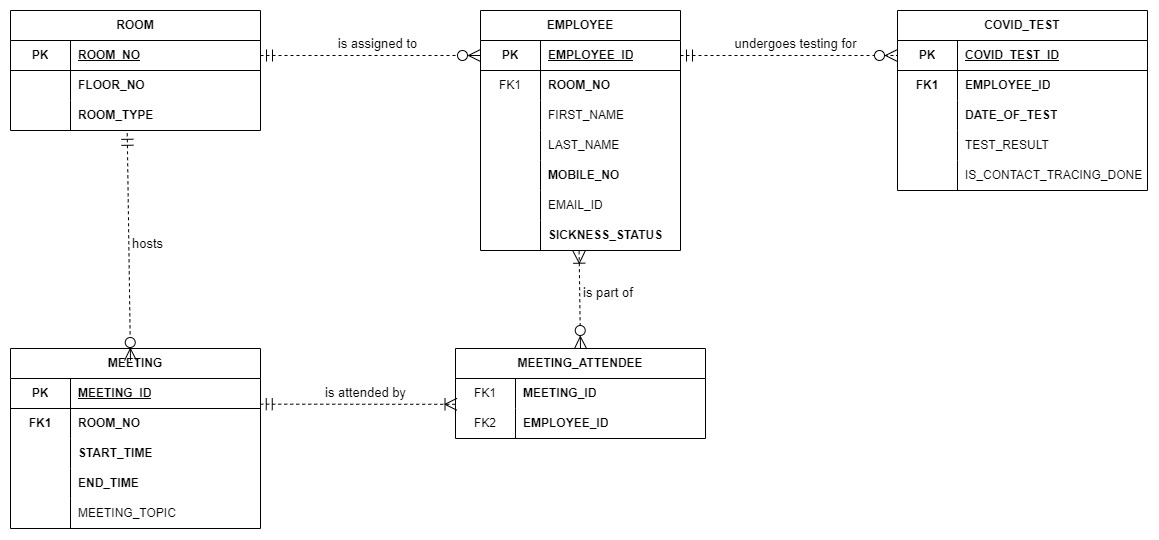 ROOM
PK ROOM_NO
FLOOR_NO
ROOM_TYPE
is assigned to
EMPLOYEE
PK EMPLOYEE_ID
FK1 ROOM_NO
FIRST_NAME
LAST_NAME
MOBILE_NO
EMAIL_ID
SICKNESS_STATUS
undergoes testing for
COVID_TEST
PK COVID_TEST_ID
FK1 EMPLOYEE_ID
DATE_OF_TEST
TEST_RESULT
IS_CONTACT_TRACING_DONE
hosts
is part of
MEETING
PK MEETING_ID
FK1 ROOM_NO
START_TIME
END_TIME
MEETING_TOPIC
is attended by
MEETING_ATTENDEE
FK1 MEETING_ID
FK2 EMPLOYEE_ID